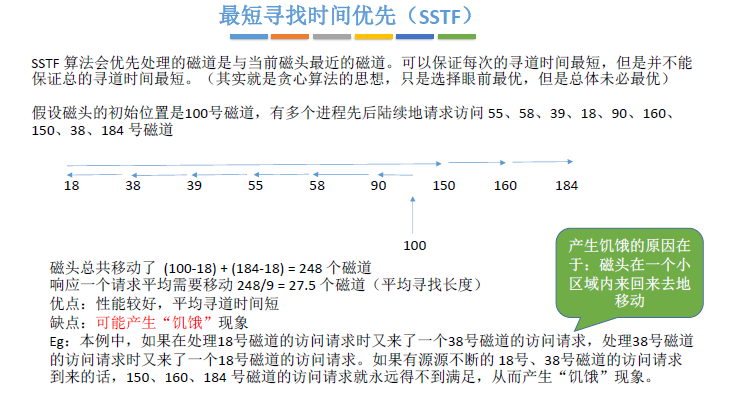 最短寻找时间优先（SSTF）
SSTF 算法会优先处理的磁道是与当前磁头最近的磁道。可以保证每次的寻道时间最短，但是并不能
保证总的寻道时间最短。（其实就是贪心算法的思想，只是选择眼前最优，但是总体未必最优）
假设磁头的初始位置是100号磁道，有多个进程先后陆续地请求访问 55、58、39、18、90、160、
150、38、184 号磁道
18 38 39 55 58 90 150 160 184
100
磁头总共移动了 (100-18) + (184-18) = 248 个磁道
响应一个请求平均需要移动 248/9 = 27.5 个磁道（平均寻找长度）
优点：性能较好，平均寻道时间短
缺点：可能产生“饥饿”现象
Eg：本例中，如果在处理18号磁道的访问请求时又来了一个38号磁道的访问请求，处理38号磁道
的访问请求时又来了一个18号磁道的访问请求。如果有源源不断的 18号、38号磁道的访问请求
到来的话，150、160、184 号磁道的访问请求就永远得不到满足，从而产生“饥饿”现象。
产生饥饿的原因在
于：磁头在一个小
区域内来回来去地
移动